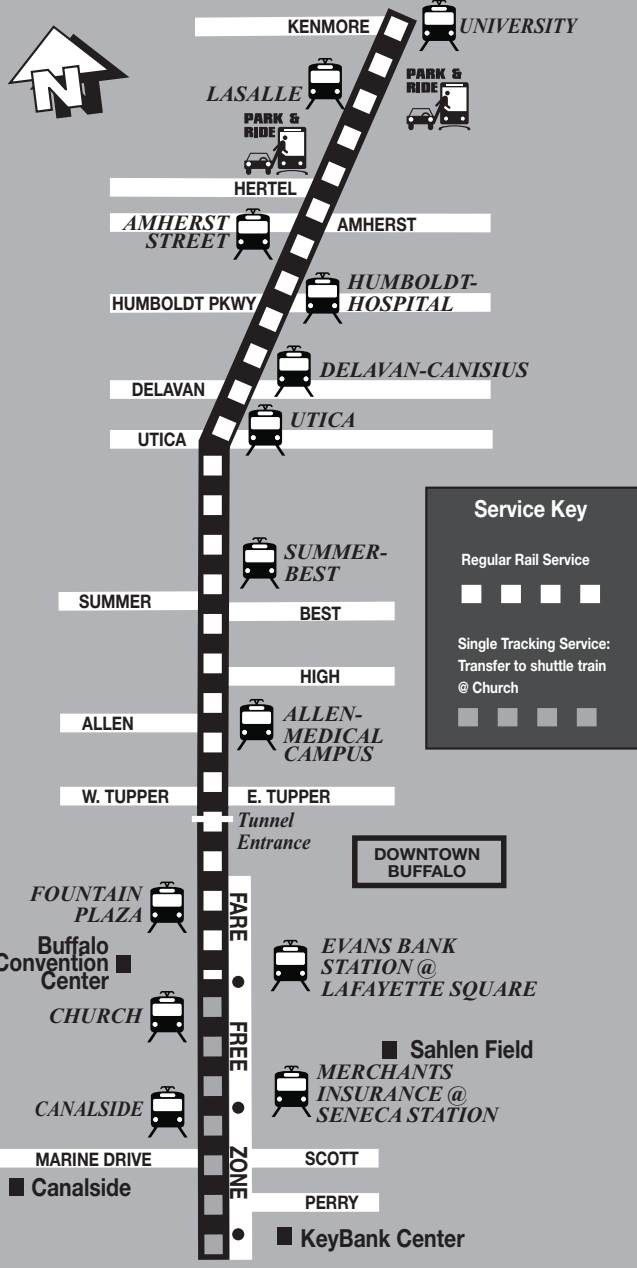 KENMORE
UNIVERSITY
N
LASALLE
PARK &
RIDE
PARK &
RIDE
HERTEL
AMHERST
STREET
AMHERST
HUMBOLDT PKWY
HUMBOLDT-
HOSPITAL
DELAVAN
DELAVAN-CANISIUS
UTICA
UTICA
Service Key
Regular Rail Service
Single Tracking Service:
Transfer to shuttle train
@ Church
SUMMER-
BEST
SUMMER
BEST
HIGH
ALLEN
ALLEN-
MEDICAL
CAMPUS
W. TUPPER
E. TUPPER
Tunnel
Entrance
DOWNTOWN
BUFFALO
FOUNTAIN
PLAZA
FARE
FREE
ZONE
Buffalo
Convention
Center
EVANS BANK
STATION @
LAFAYETTE SQUARE
CHURCH
Sahlen Field
MERCHANTS
INSURANCE @
SENECA STATION
CANALSIDE
MARINE DRIVE
SCOTT
Canalside
PERRY
KeyBank Center